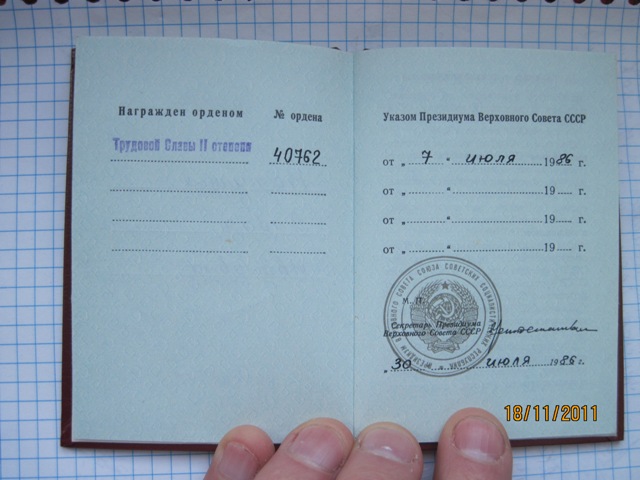 Награжден орденом № ордена
Трудовой Славы II степени 40762
Указом Президиума Верховного Совета СССР
от „ 7 “ июля 1986 г.
от „ “ 19 г.
от „ “ 19 г.
от „ “ 19 г.
М. П.
Секретарь Президиума
Верховного Совета СССР
„ 30 “ июля 1986 г.
18/11/2011